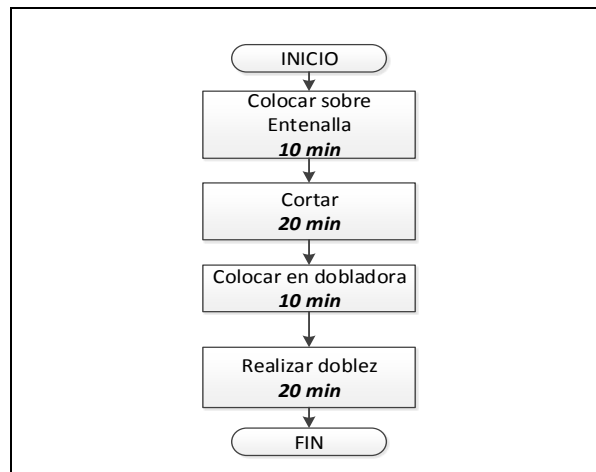 INICIO
Colocar sobre
Entenalla
10 min
Cortar
20 min
Colocar en dobladora
10 min
Realizar doblez
20 min
FIN